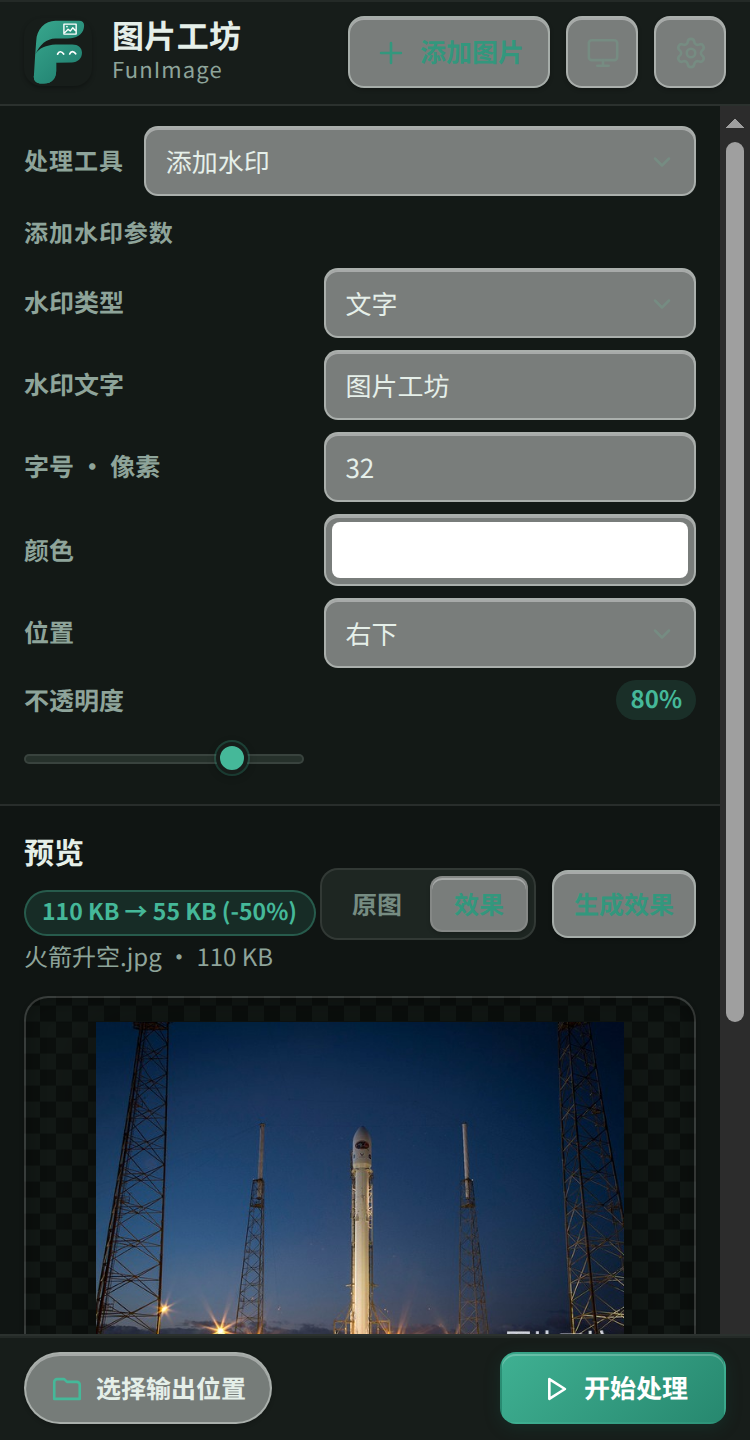 图片工坊
FunImage
添加图片
处理工具
添加水印
添加水印参数
水印类型
文字
水印文字
图片工坊
字号 • 像素
32
颜色
位置
右下
不透明度
80%
预览
110 KB → 55 KB (-50%)
原图
效果
生成效果
火箭升空.jpg • 110 KB
选择输出位置
开始处理